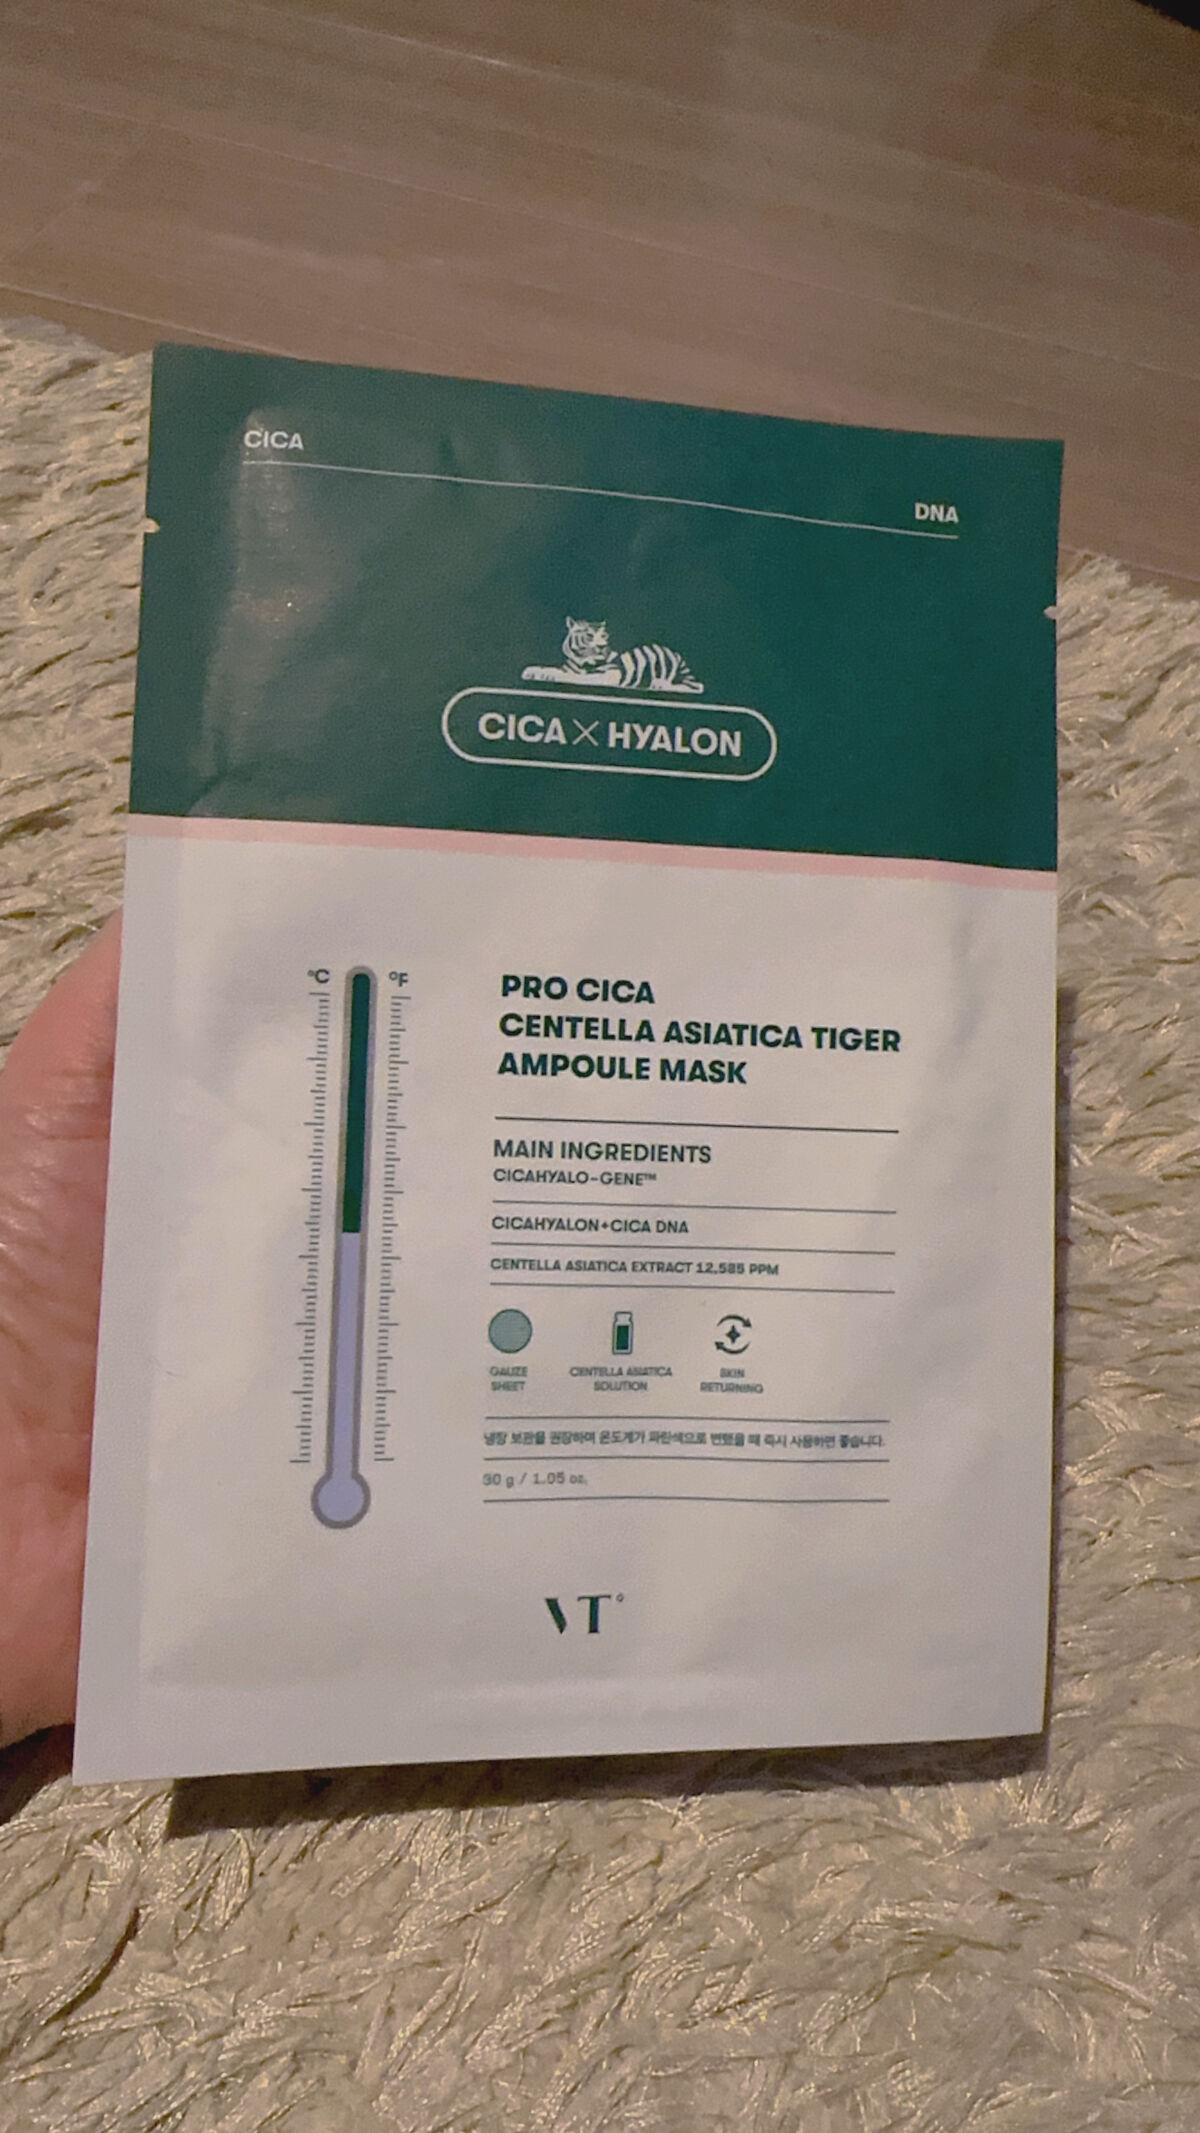 CICA
DNA
CICA X HYALON
°C
°F
PRO CICA
CENTELLA ASIATICA TIGER
AMPOULE MASK
MAIN INGREDIENTS
CICAHYALO-GENE™
CICAHYALON+CICA DNA
CENTELLA ASIATICA EXTRACT 12,585 PPM
GAUZE
SHEET
CENTELLA ASIATICA
SOLUTION
SKIN
RETURNING
냉장 보관을 권장하며 온도계가 파란색으로 변했을 때 즉시 사용하면 좋습니다.
30 g / 1.05 oz.
VT